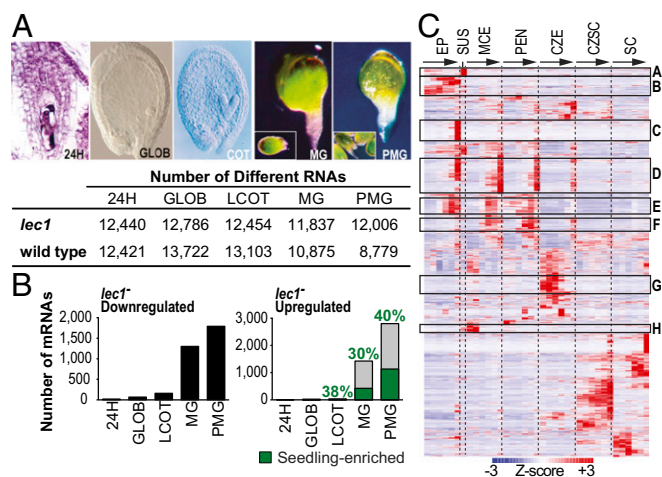 A
24H GLOB COT MG PMG
Number of Different RNAs
24H GLOB LCOT MG PMG
lec1 12,440 12,786 12,454 11,837 12,006
wild type 12,421 13,722 13,103 10,875 8,779
B
Number of mRNAs
lec1-
Downregulated
2,000
1,500
1,000
500
0
24H GLOB LCOT MG PMG
lec1-
Upregulated
3,000
2,000
1,000
0
38% 30% 40%
24H GLOB LCOT MG PMG
Seedling-enriched
C
EP SUS MCE PEN CZE CZSC SC
A
B
C
D
E
F
G
H
-3 Z-score +3